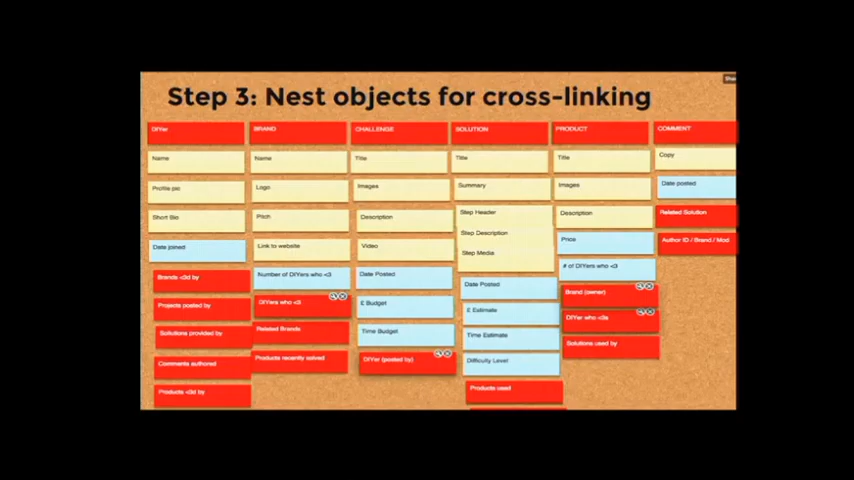 Step 3: Nest objects for cross-linking
DIYer
Name
Profile pic
Short Bio
Date joined
Brands <3d by
Projects posted by
Solutions provided by
Comments authored
Products <3d by
BRAND
Name
Logo
Pitch
Link to website
Number of DIYers who <3
DIYers who <3
Related Brands
Products recently solved
CHALLENGE
Title
Images
Description
Video
Date Posted
£ Budget
Time Budget
DIYer (posted by)
SOLUTION
Title
Summary
Step Header
Step Description
Step Media
Date Posted
£ Estimate
Time Estimate
Difficulty Level
Products used
PRODUCT
Title
Images
Description
Price
# of DIYers who <3
Brand (owner)
DIYer who <3s
Solutions used by
COMMENT
Copy
Date posted
Related Solution
Author ID / Brand / Mod